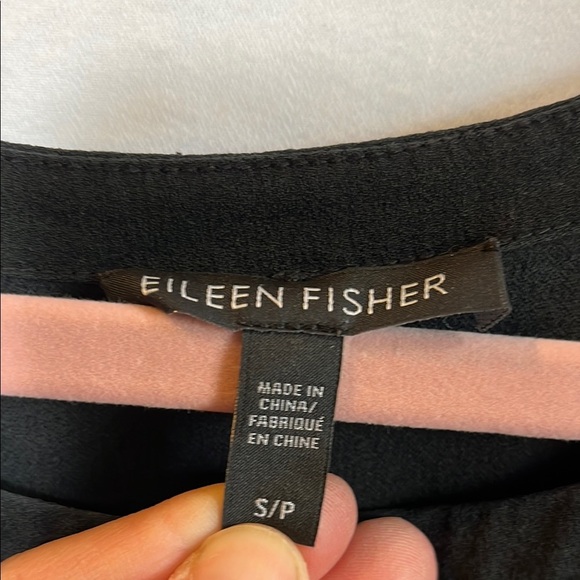 EILEEN FISHER
MADE IN
CHINA/
FABRIQUÉ
EN CHINE
S/P